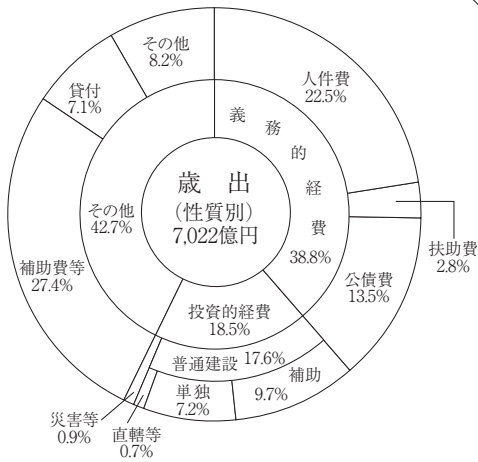 歳出
(性質別)
7,022億円
義務的経費
38.8%
人件費
22.5%
扶助費
2.8%
公債費
13.5%
投資的経費
18.5%
普通建設 17.6%
補助
9.7%
単独
7.2%
直轄等
0.7%
災害等
0.9%
その他
42.7%
補助費等
27.4%
貸付
7.1%
その他
8.2%